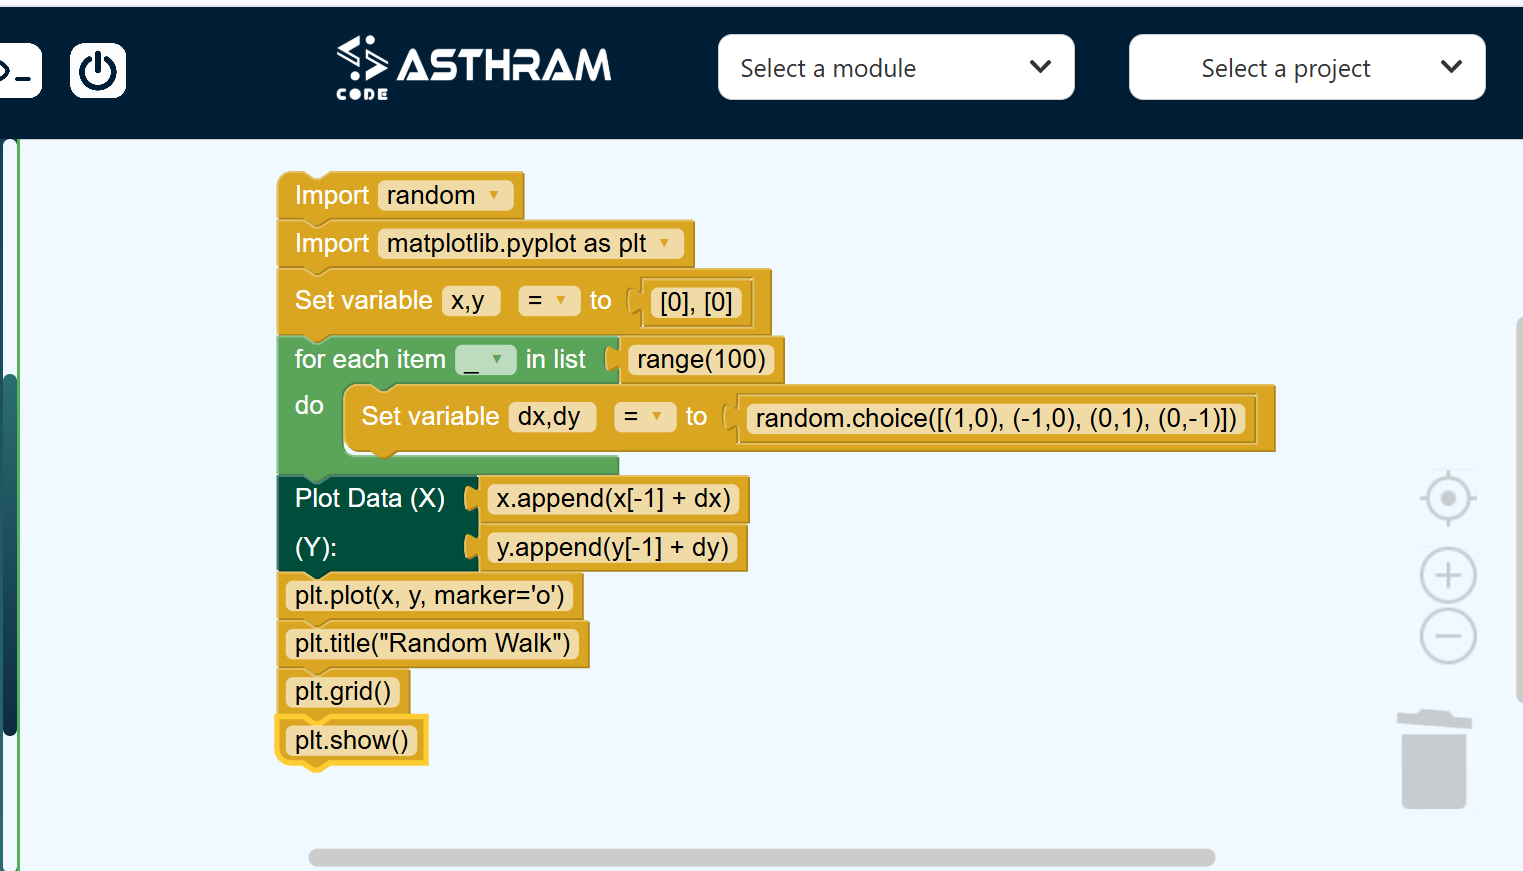 >_
ASTHRAM
CODE
Select a module
Select a project
Import random
Import matplotlib.pyplot as plt
Set variable x,y = to [0], [0]
for each item _ in list range(100)
do Set variable dx,dy = to random.choice([(1,0), (-1,0), (0,1), (0,-1)])
Plot Data (X) x.append(x[-1] + dx)
(Y): y.append(y[-1] + dy)
plt.plot(x, y, marker='o')
plt.title("Random Walk")
plt.grid()
plt.show()